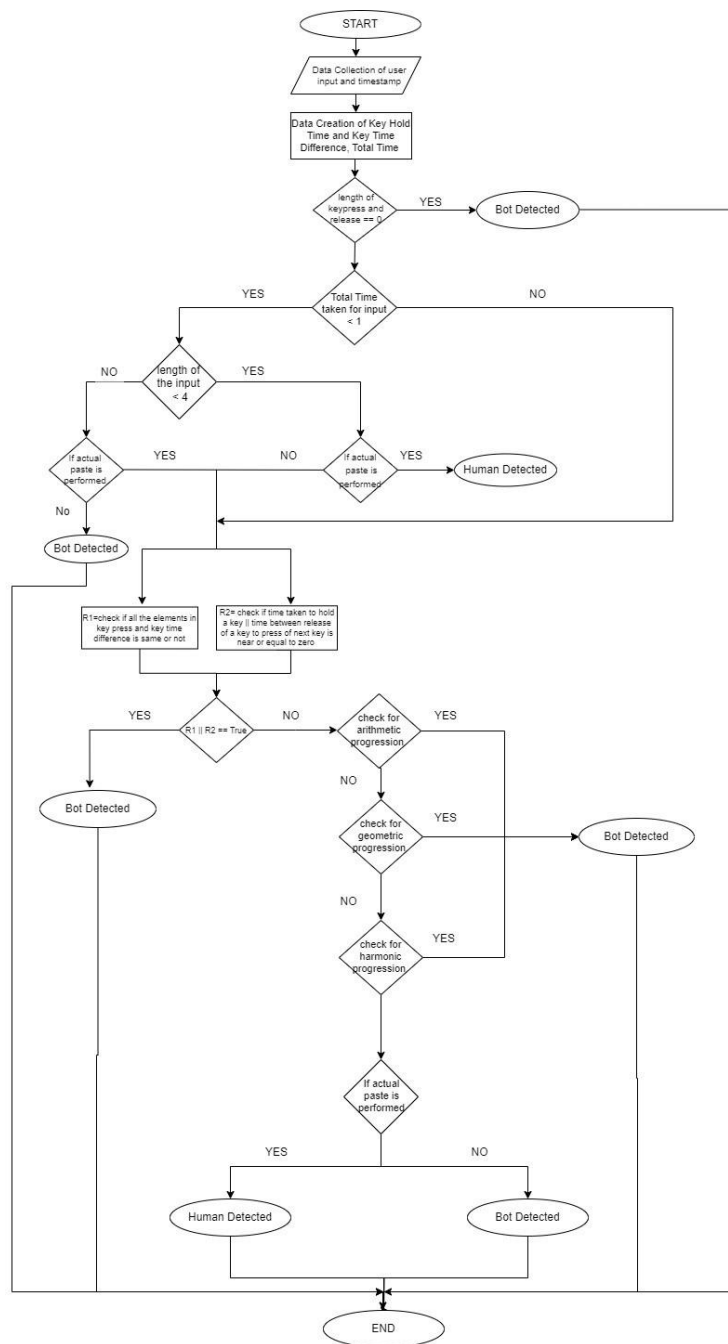 START
Data Collection of user
input and timestamp
Data Creation of Key Hold
Time and Key Time
Difference, Total Time
length of
keypress and
release == 0
YES
Bot Detected
YES
Total Time
taken for input
< 1
NO
NO
length of
the input
< 4
YES
If actual
paste is
performed
YES
NO
If actual
paste is
performed
YES
Human Detected
No
Bot Detected
R1=check if all the elements in
key press and key time
difference is same or not
R2= check if time taken to hold
a key || time between release
of a key to press of next key is
near or equal to zero
YES
R1 || R2 == True
NO
check for
arithmetic
progression
YES
NO
Bot Detected
check for
geometric
progression
YES
Bot Detected
NO
check for
harmonic
progression
YES
If actual
paste is
performed
YES
NO
Human Detected
Bot Detected
END